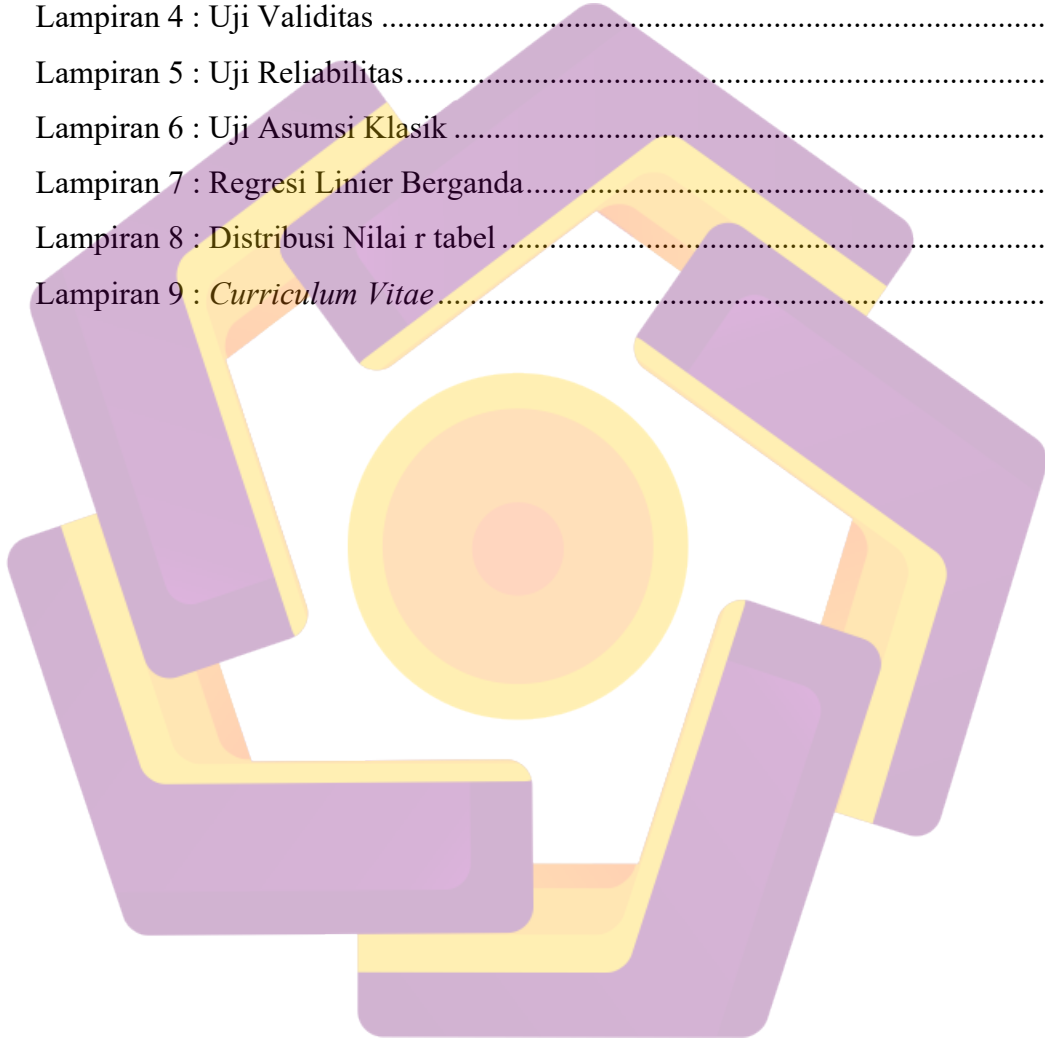 Lampiran 4 : Uji Validitas ........................................................................................
Lampiran 5 : Uji Reliabilitas.....................................................................................
Lampiran 6 : Uji Asumsi Klasik ...............................................................................
Lampiran 7 : Regresi Linier Berganda.....................................................................
Lampiran 8 : Distribusi Nilai r tabel ........................................................................
Lampiran 9 : Curriculum Vitae................................................................................